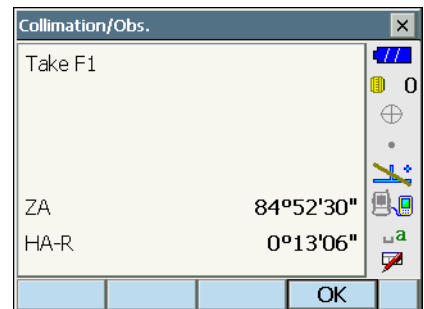 Collimation/Obs.
Take F1
0
ZA 84°52'30"
HA-R 0°13'06"
a
OK